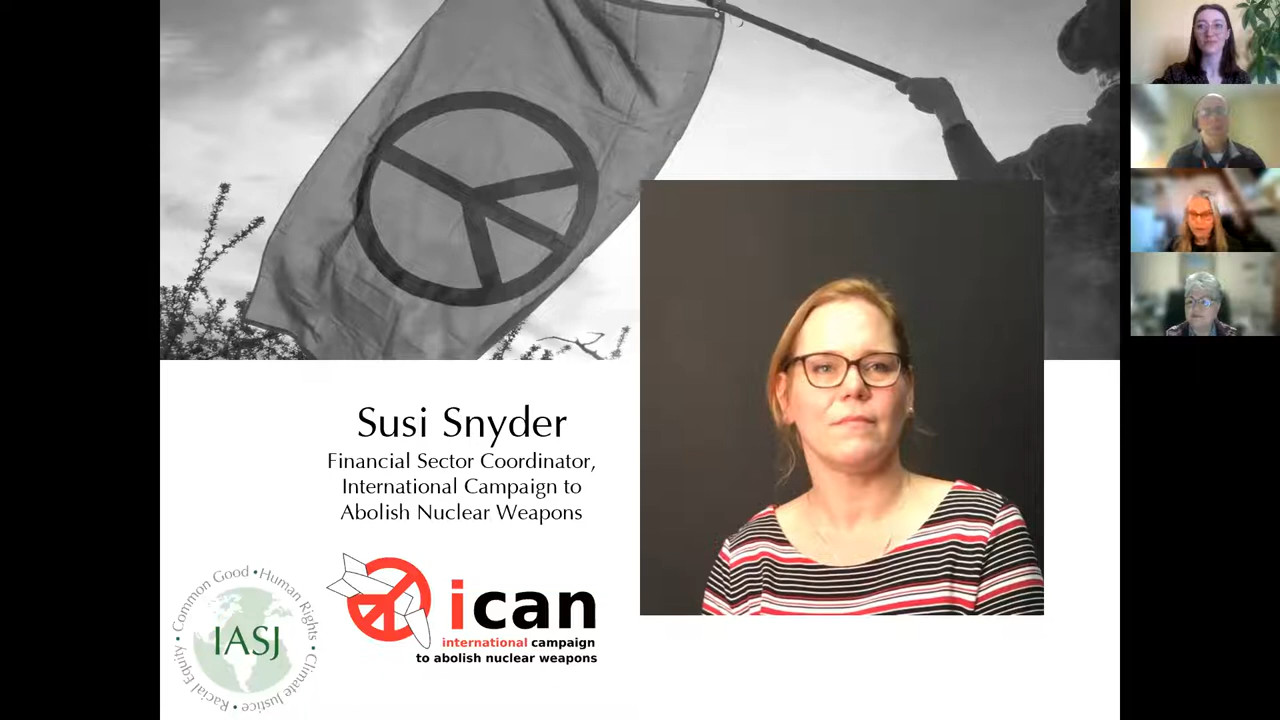 Susi Snyder
Financial Sector Coordinator,
International Campaign to
Abolish Nuclear Weapons
Common Good • Human Rights • Climate Justice • Racial Equity •
IASJ
ican
international campaign
to abolish nuclear weapons